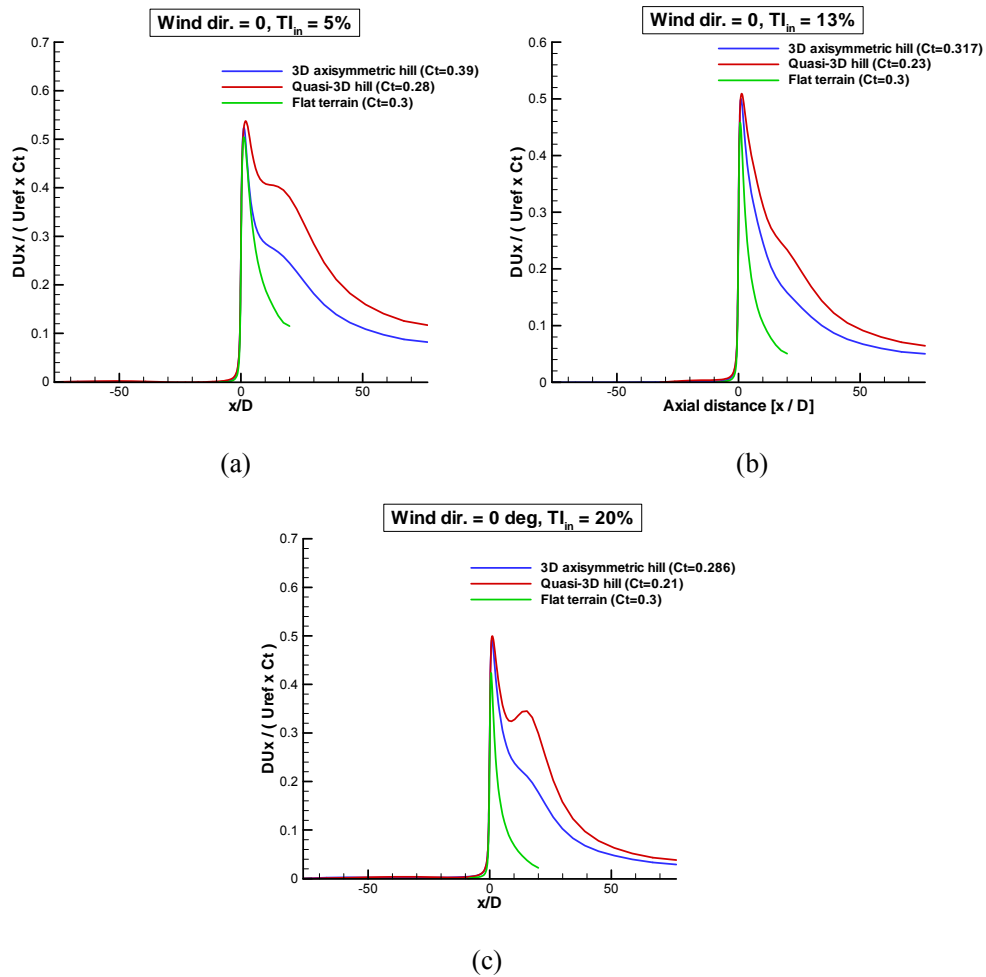 Wind dir. = 0, TI_in = 5%
0.7
0.6
0.5
0.4
0.3
0.2
0.1
0
DUx / ( Uref x Ct )
3D axisymmetric hill (Ct=0.39)
Quasi-3D hill (Ct=0.28)
Flat terrain (Ct=0.3)
-50
0
50
x/D
(a)
Wind dir. = 0, TI_in = 13%
0.6
0.5
0.4
0.3
0.2
0.1
0
DUx / ( Uref x Ct )
3D axisymmetric hill (Ct=0.317)
Quasi-3D hill (Ct=0.23)
Flat terrain (Ct=0.3)
-50
0
50
Axial distance [x / D]
(b)
Wind dir. = 0 deg, TI_in = 20%
0.7
0.6
0.5
0.4
0.3
0.2
0.1
0
DUx / ( Uref x Ct )
3D axisymmetric hill (Ct=0.286)
Quasi-3D hill (Ct=0.21)
Flat terrain (Ct=0.3)
-50
0
50
x/D
(c)